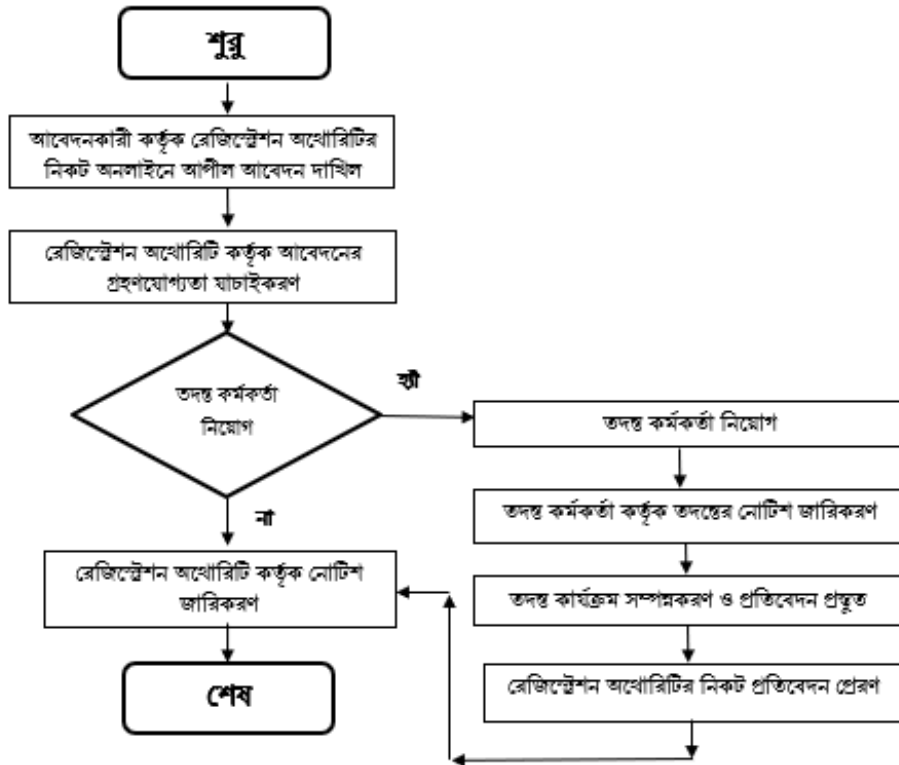 শুরু
আবেদনকারী কর্তৃক রেজিস্ট্রেশন অথোরিটির
নিকট অনলাইনে আপীল আবেদন দাখিল
রেজিস্ট্রেশন অথোরিটি কর্তৃক আবেদনের
গ্রহণযোগ্যতা যাচাইকরণ
তদন্ত কর্মকর্তা
নিয়োগ
হ্যাঁ
তদন্ত কর্মকর্তা নিয়োগ
তদন্ত কর্মকর্তা কর্তৃক তদন্তের নোটিশ জারিকরণ
তদন্ত কার্যক্রম সম্পন্নকরণ ও প্রতিবেদন প্রস্তুত
রেজিস্ট্রেশন অথোরিটির নিকট প্রতিবেদন প্রেরণ
না
রেজিস্ট্রেশন অথোরিটি কর্তৃক নোটিশ
জারিকরণ
শেষ